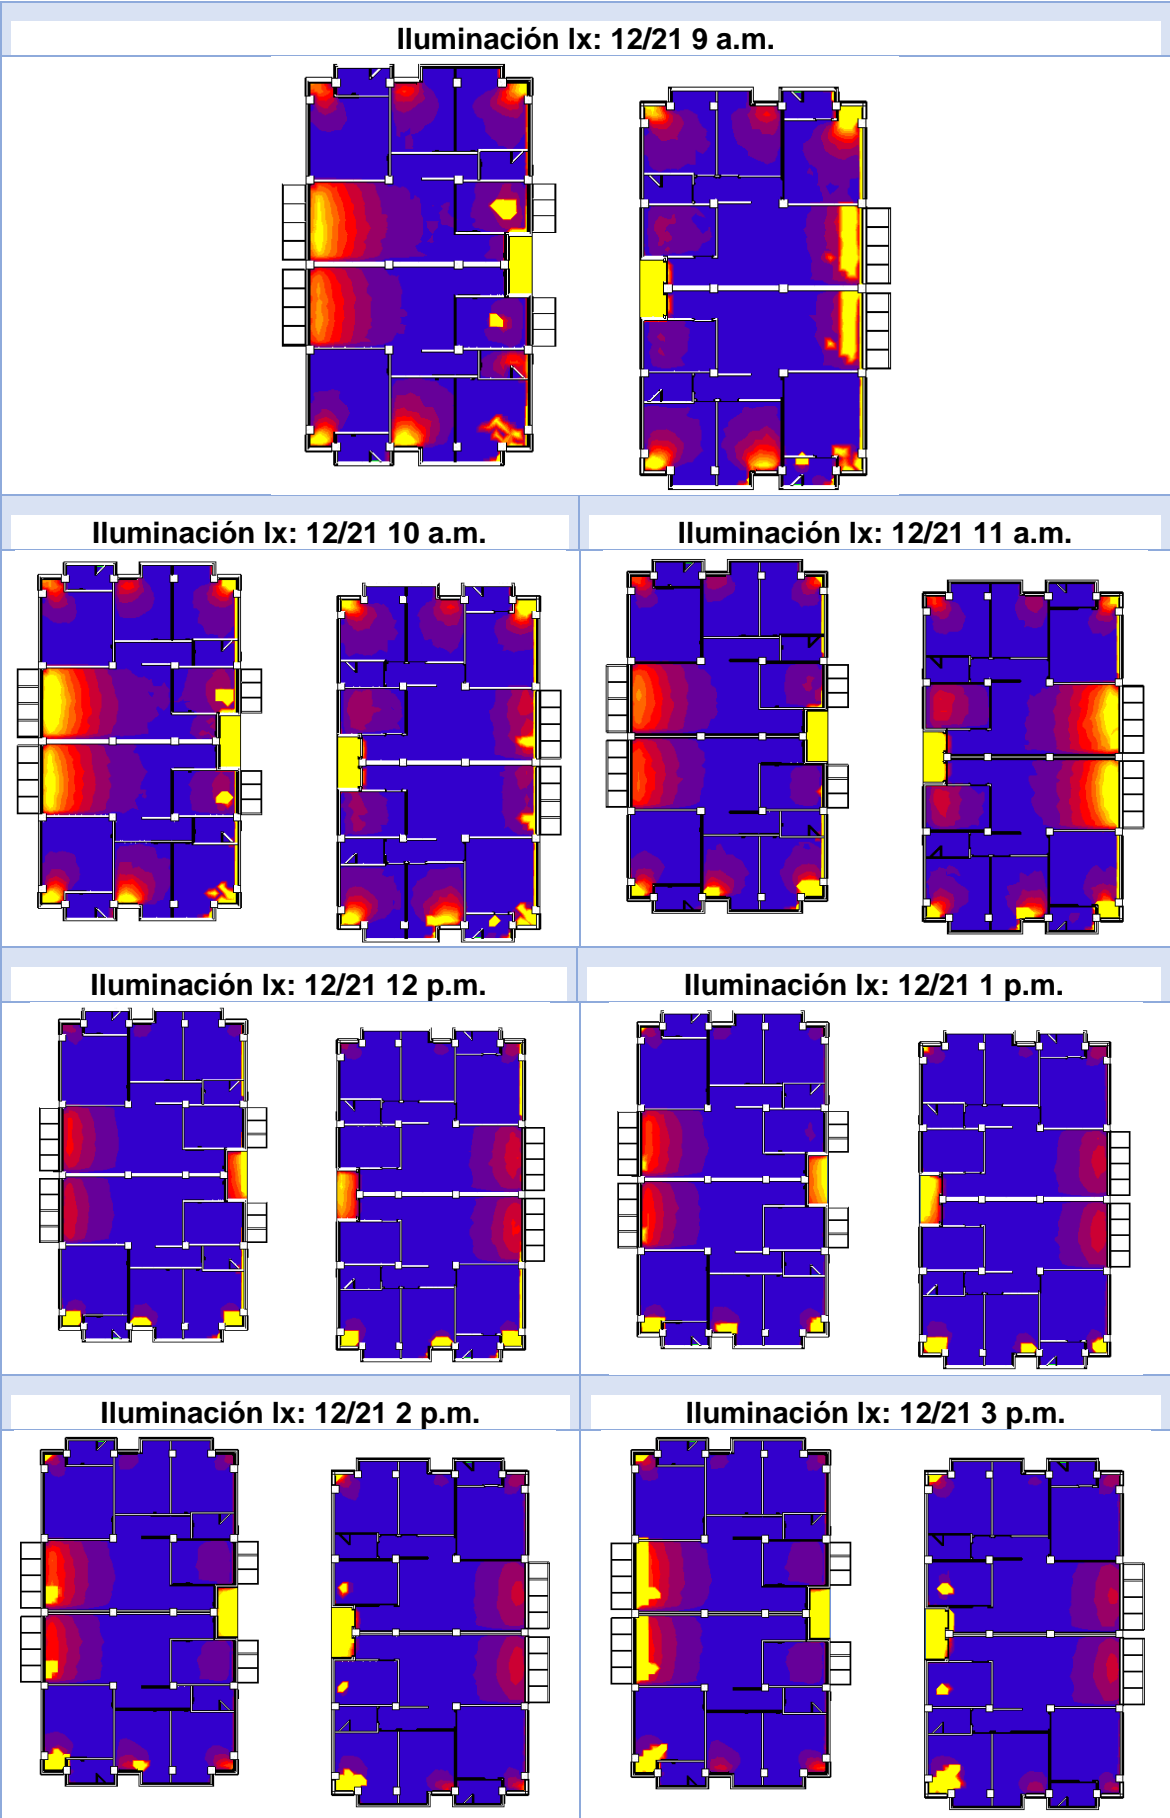 Iluminación lx: 12/21 9 a.m.
Iluminación lx: 12/21 10 a.m.
Iluminación lx: 12/21 11 a.m.
Iluminación lx: 12/21 12 p.m.
Iluminación lx: 12/21 1 p.m.
Iluminación lx: 12/21 2 p.m.
Iluminación lx: 12/21 3 p.m.